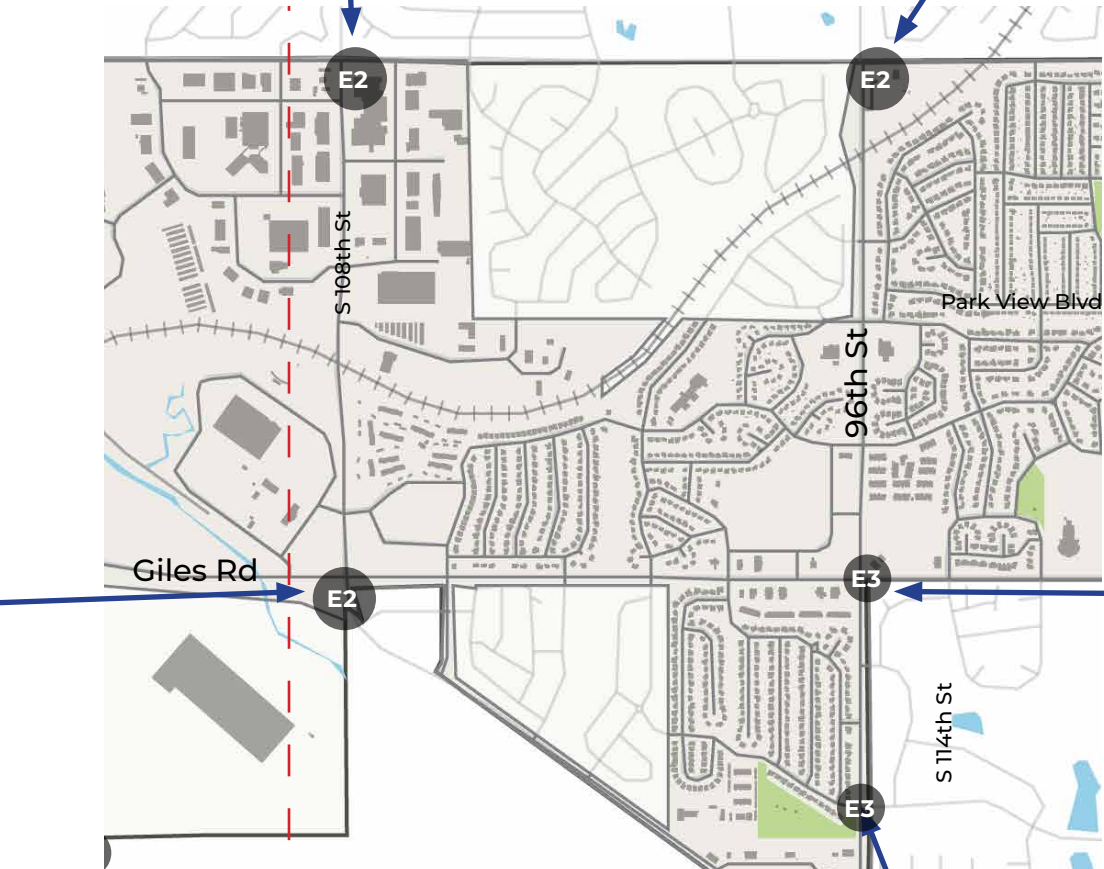 E2
E2
S 108th St
Park View Blvd
96th St
Giles Rd
E2
E3
S 114th St
E3